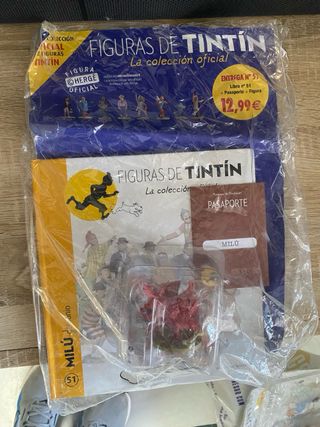 COLECCIÓN
OFICIAL
FIGURAS
TINTÍN
FIGURA
© HERGÉ
OFICIAL
FIGURAS DE TINTÍN
La colección oficial
ENTREGA Nº 51
Libro nº 51
+ Pasaporte + Figura
12,99€
FIGURAS DE TINTÍN
La colección
PASAPORTE
MILÚ
MILÚ
51